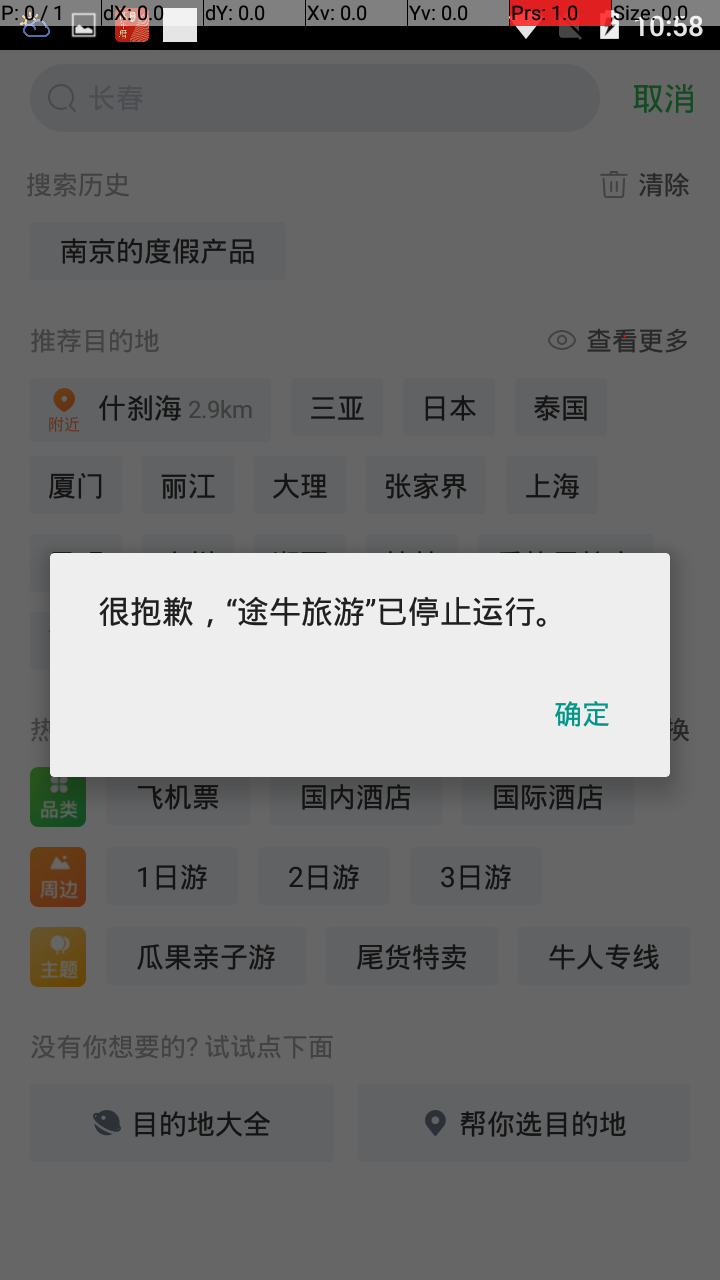 P: 0 / 1 dX: 0.0 dY: 0.0 Xv: 0.0 Yv: 0.0 Prs: 1.0 Size: 0.0
10:58
长春 取消
搜索历史 清除
南京的度假产品
推荐目的地 查看更多
附近 什刹海 2.9km 三亚 日本 泰国
厦门 丽江 大理 张家界 上海
很抱歉，“途牛旅游”已停止运行。
确定
热 换
品类 飞机票 国内酒店 国际酒店
周边 1日游 2日游 3日游
主题 瓜果亲子游 尾货特卖 牛人专线
没有你想要的? 试试点下面
目的地大全 帮你选目的地